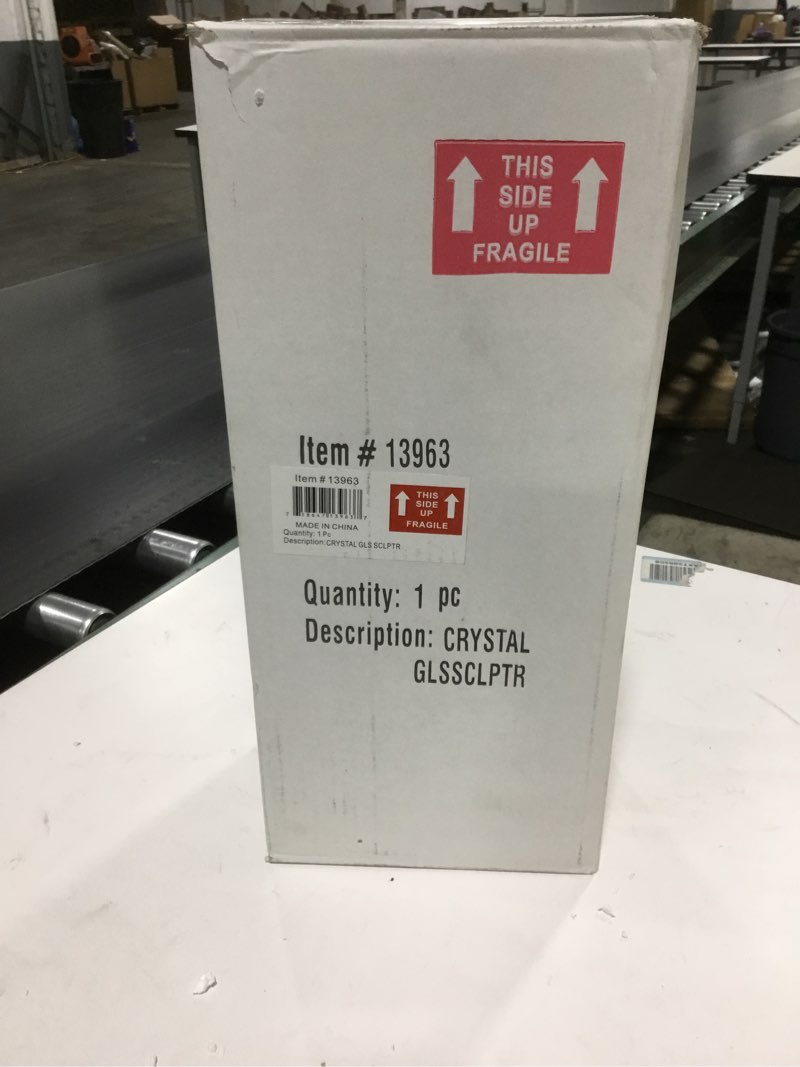 THIS
SIDE
UP
FRAGILE
Item # 13963
Item # 13963
THIS
SIDE
UP
FRAGILE
MADE IN CHINA
Quantity: 1 Pc
Description:CRYSTAL GLS SCLPTR
Quantity: 1 pc
Description: CRYSTAL
GLSSCLPTR